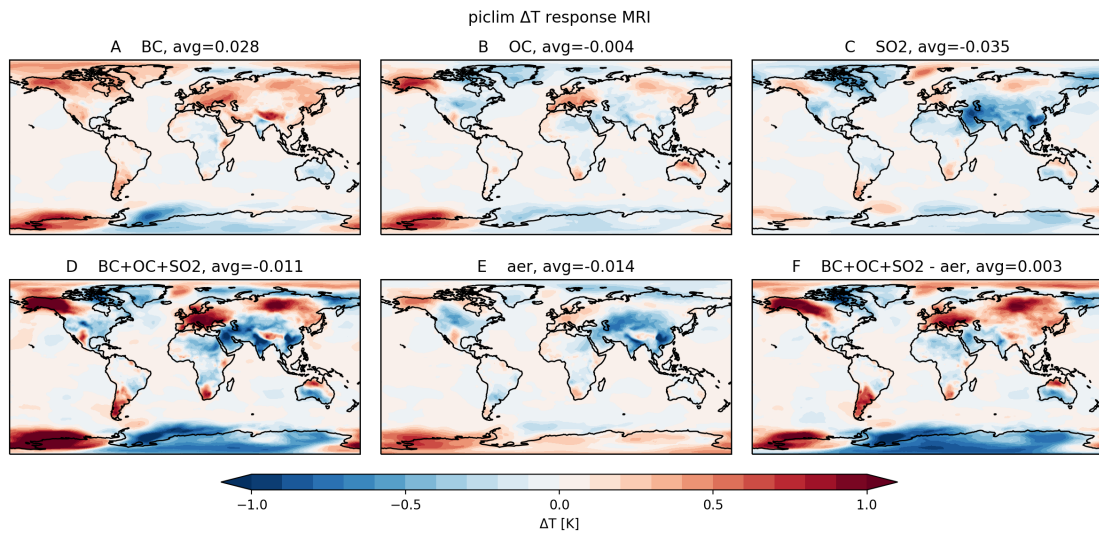 piclim ΔT response MRI
A BC, avg=0.028
B OC, avg=-0.004
C SO2, avg=-0.035
D BC+OC+SO2, avg=-0.011
E aer, avg=-0.014
F BC+OC+SO2 - aer, avg=0.003
−1.0 −0.5 0.0 0.5 1.0
ΔT [K]